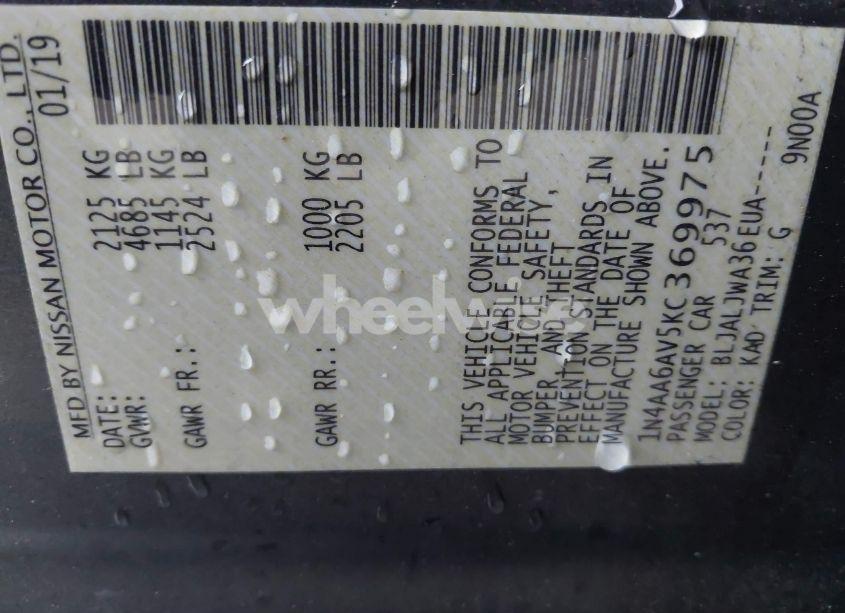 MFD BY NISSAN MOTOR CO., LTD.
DATE: 01/19
GVWR: 2125 KG
4685 LB
GAWR FR.: 1145 KG
2524 LB
GAWR RR.: 1000 KG
2205 LB
THIS VEHICLE CONFORMS TO
ALL APPLICABLE FEDERAL
MOTOR VEHICLE SAFETY,
BUMPER AND THEFT
PREVENTION STANDARDS IN
EFFECT ON THE DATE OF
MANUFACTURE SHOWN ABOVE.
1N4AA6AV5KC369975
PASSENGER CAR 537
MODEL: BLJALJWA36EUA-----
COLOR: KAD TRIM: G 9N00A
wheelwise